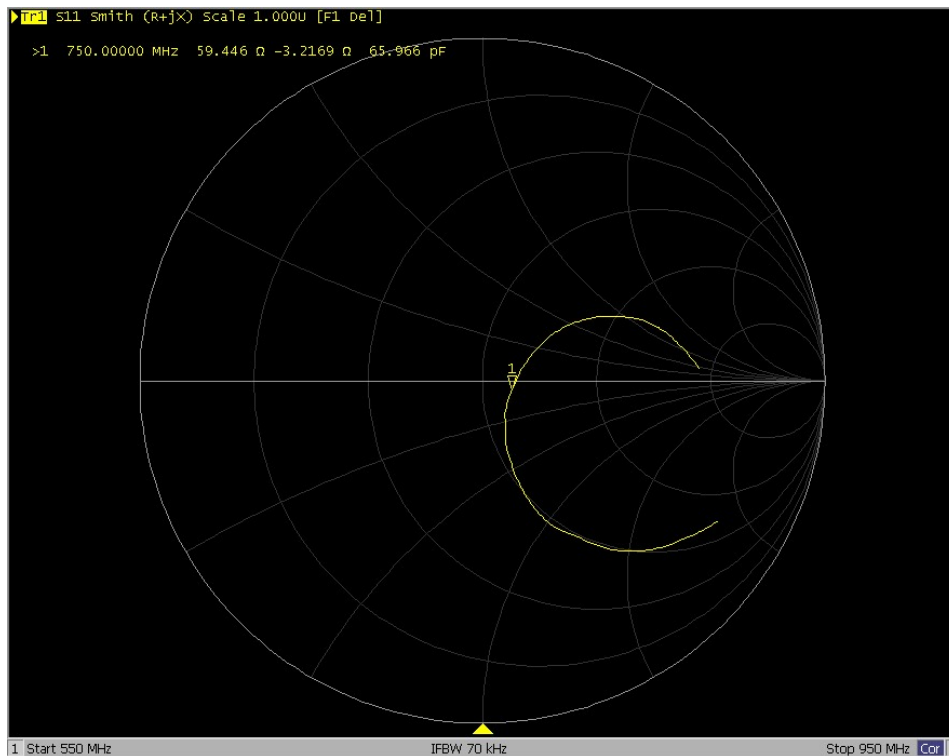 Tr1 S11 Smith (R+jX) Scale 1.000U [F1 Del]
>1 750.00000 MHz 59.446 Ω -3.2169 Ω 65.966 pF
1
1 Start 550 MHz IFBW 70 kHz Stop 950 MHz Cor